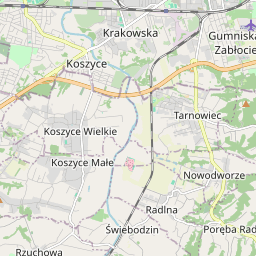 Krakowska
Gumniska
Zabłocie
Koszyce
Tarnowiec
Koszyce Wielkie
Koszyce Małe
Nowodworze
Radlna
Świebodzin
Poręba Rad
Rzuchowa